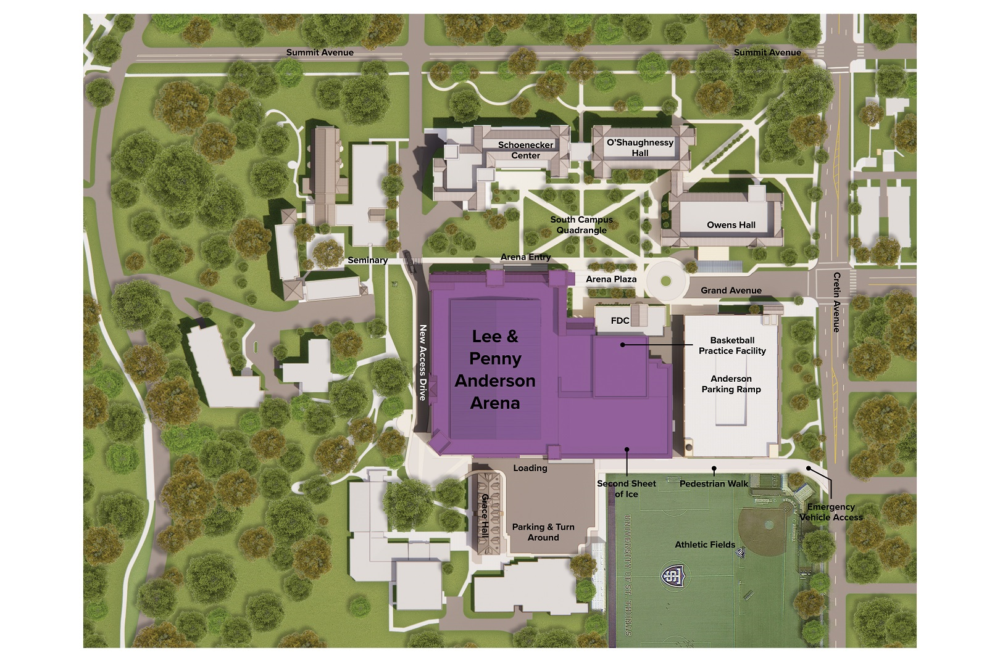 Summit Avenue
Summit Avenue
Schoenecker
Center
O'Shaughnessy
Hall
South Campus
Quadrangle
Owens Hall
Arena Entry
Seminary
Arena Plaza
Grand Avenue
Cretin Avenue
FDC
New Access Drive
Lee &
Penny
Anderson
Arena
Basketball
Practice Facility
Anderson
Parking Ramp
Loading
Second Sheet
of Ice
Pedestrian Walk
Emergency
Vehicle Access
Grace Hall
Parking & Turn
Around
Athletic Fields
UNIVERSITY OF ST. THOMAS